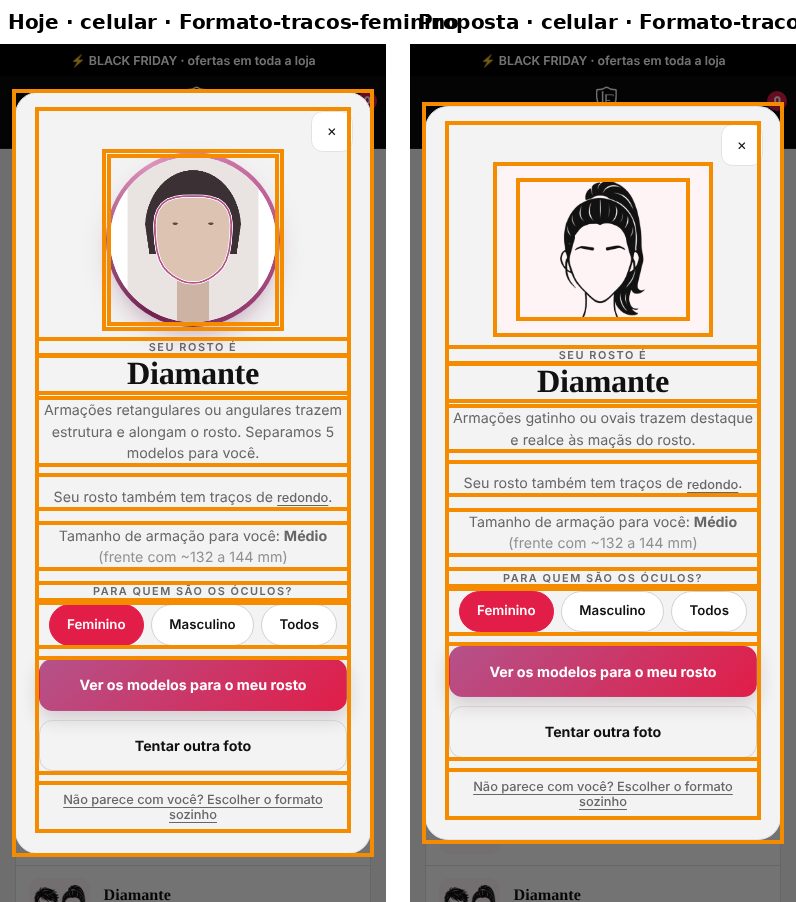 Hoje · celular · Formato-tracos-feminino
⚡ BLACK FRIDAY · ofertas em toda a loja
×
SEU ROSTO É
Diamante
Armações retangulares ou angulares trazem
estrutura e alongam o rosto. Separamos 5
modelos para você.
Seu rosto também tem traços de redondo.
Tamanho de armação para você: Médio
(frente com ~132 a 144 mm)
PARA QUEM SÃO OS ÓCULOS?
Feminino
Masculino
Todos
Ver os modelos para o meu rosto
Tentar outra foto
Não parece com você? Escolher o formato
sozinho
Diamante
Proposta · celular · Formato-traco
⚡ BLACK FRIDAY · ofertas em toda a loja
0
×
SEU ROSTO É
Diamante
Armações gatinho ou ovais trazem destaque
e realce às maçãs do rosto.
Seu rosto também tem traços de redondo.
Tamanho de armação para você: Médio
(frente com ~132 a 144 mm)
PARA QUEM SÃO OS ÓCULOS?
Feminino
Masculino
Todos
Ver os modelos para o meu rosto
Tentar outra foto
Não parece com você? Escolher o formato
sozinho
Diamante